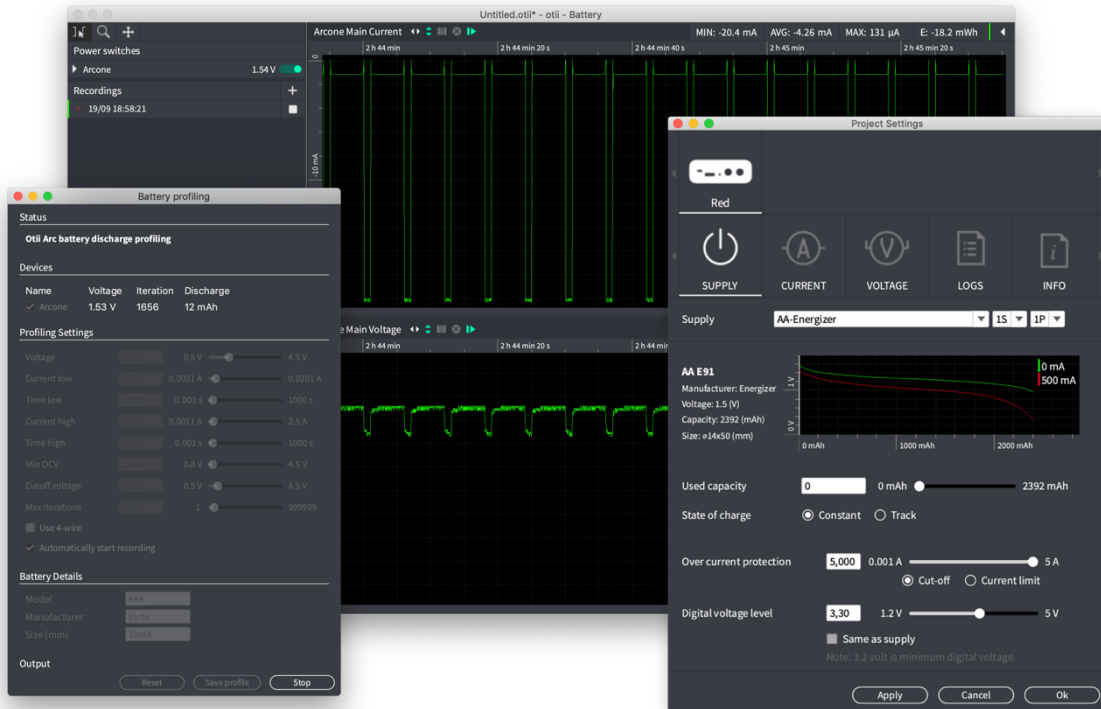 Untitled.otii* - otii - Battery
Power switches
Arcone 1.54 V
Recordings +
19/09 18:58:21
Arcone Main Current
MIN: -20.4 mA AVG: -4.26 mA MAX: 131 µA E: -18.2 mWh
2 h 44 min 2 h 44 min 20 s 2 h 44 min 40 s 2 h 45 min 2 h 45 min 20 s
0
-10 mA
e Main Voltage
2 h 44 min 2 h 44 min 20 s 2 h 44 min
Battery profiling
Status
Otii Arc battery discharge profiling
Devices
Name Voltage Iteration Discharge
Arcone 1.53 V 1656 12 mAh
Profiling Settings
Voltage 0.5 V 4.5 V
Current low 0.0001 A 0.0201 A
Time low 0.001 s 1000 s
Current high 0.0011 A 2.5 A
Time high 0.001 s 1000 s
Min OCV 0.8 V 4.5 V
Cutoff voltage 0.5 V 4.5 V
Max iterations 1 999999
Use 4-wire
Automatically start recording
Battery Details
Model AAA
Manufacturer Varta
Size (mm) 10x44
Output
Reset Save profile Stop
Project Settings
Red
SUPPLY CURRENT VOLTAGE LOGS INFO
Supply AA-Energizer 1S 1P
AA E91
Manufacturer: Energizer
Voltage: 1.5 (V)
Capacity: 2392 (mAh)
Size: ø14x50 (mm)
0 mA
500 mA
1 V
0 V
0 mAh 1000 mAh 2000 mAh
Used capacity 0 0 mAh 2392 mAh
State of charge Constant Track
Over current protection 5,000 0.001 A 5 A
Cut-off Current limit
Digital voltage level 3,30 1.2 V 5 V
Same as supply
Note: 1.2 volt is minimum digital voltage.
Apply Cancel Ok